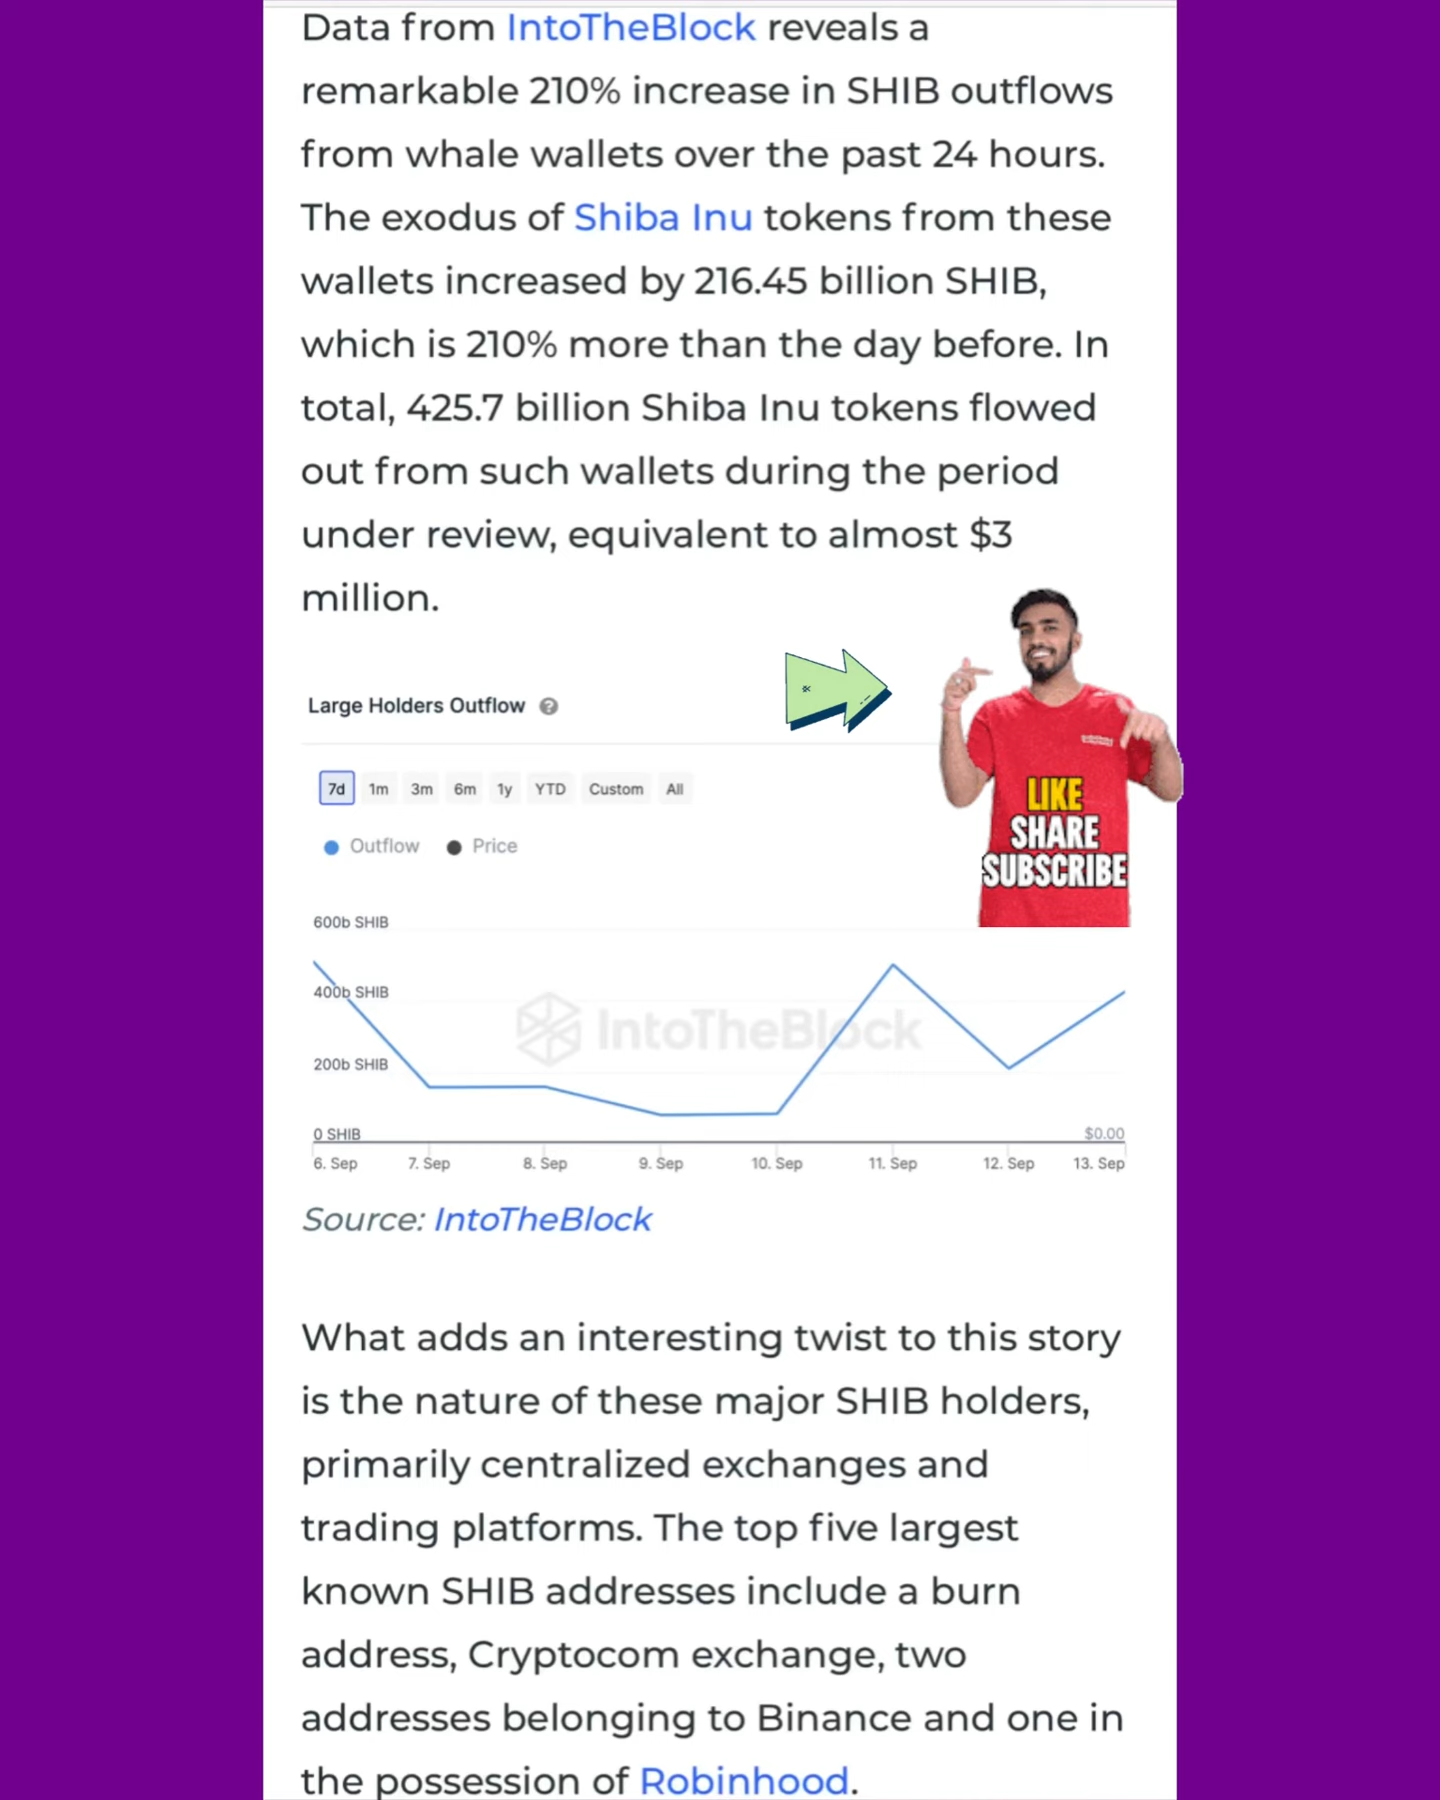 Data from IntoTheBlock reveals a
remarkable 210% increase in SHIB outflows
from whale wallets over the past 24 hours.
The exodus of Shiba Inu tokens from these
wallets increased by 216.45 billion SHIB,
which is 210% more than the day before. In
total, 425.7 billion Shiba Inu tokens flowed
out from such wallets during the period
under review, equivalent to almost $3
million.
Large Holders Outflow ?
7d 1m 3m 6m 1y YTD Custom All
Outflow Price
LIKE
SHARE
SUBSCRIBE
600b SHIB
400b SHIB
IntoTheBlock
200b SHIB
0 SHIB $0.00
6. Sep 7. Sep 8. Sep 9. Sep 10. Sep 11. Sep 12. Sep 13. Sep
Source: IntoTheBlock
What adds an interesting twist to this story
is the nature of these major SHIB holders,
primarily centralized exchanges and
trading platforms. The top five largest
known SHIB addresses include a burn
address, Cryptocom exchange, two
addresses belonging to Binance and one in
the possession of Robinhood.